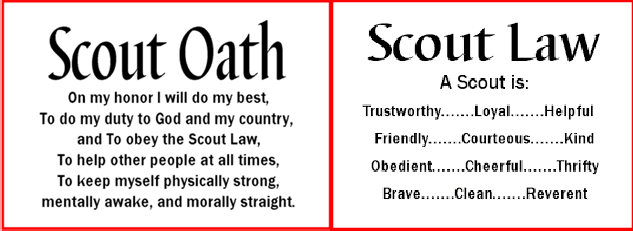 Scout Oath
On my honor I will do my best,
To do my duty to God and my country,
and To obey the Scout Law,
To help other people at all times,
To keep myself physically strong,
mentally awake, and morally straight.
Scout Law
A Scout is:
Trustworthy.......Loyal.......Helpful
Friendly.......Courteous.......Kind
Obedient.......Cheerful.......Thrifty
Brave.......Clean.......Reverent